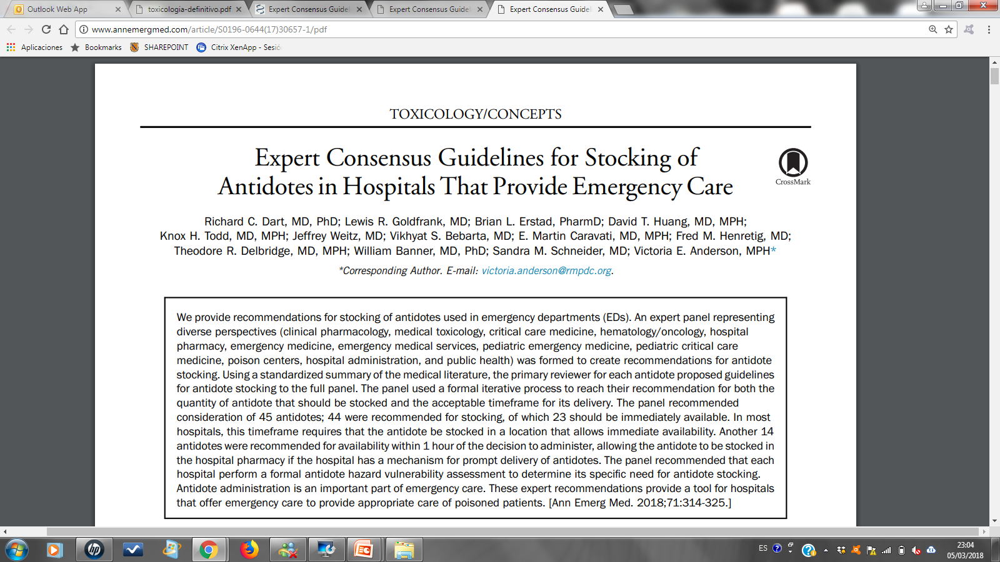 Outlook Web App
toxicologia-definitivo.pdf
Expert Consensus Guidel
Expert Consensus Guidel
Expert Consensus Guidel
www.annemergmed.com/article/S0196-0644(17)30657-1/pdf
Aplicaciones
Bookmarks
SHAREPOINT
Citrix XenApp - Sesió
TOXICOLOGY/CONCEPTS
Expert Consensus Guidelines for Stocking of
Antidotes in Hospitals That Provide Emergency Care
CrossMark
Richard C. Dart, MD, PhD; Lewis R. Goldfrank, MD; Brian L. Erstad, PharmD; David T. Huang, MD, MPH;
Knox H. Todd, MD, MPH; Jeffrey Weitz, MD; Vikhyat S. Bebarta, MD; E. Martin Caravati, MD, MPH; Fred M. Henretig, MD;
Theodore R. Delbridge, MD, MPH; William Banner, MD, PhD; Sandra M. Schneider, MD; Victoria E. Anderson, MPH*
*Corresponding Author. E-mail: victoria.anderson@rmpdc.org.
We provide recommendations for stocking of antidotes used in emergency departments (EDs). An expert panel representing
diverse perspectives (clinical pharmacology, medical toxicology, critical care medicine, hematology/oncology, hospital
pharmacy, emergency medicine, emergency medical services, pediatric emergency medicine, pediatric critical care
medicine, poison centers, hospital administration, and public health) was formed to create recommendations for antidote
stocking. Using a standardized summary of the medical literature, the primary reviewer for each antidote proposed guidelines
for antidote stocking to the full panel. The panel used a formal iterative process to reach their recommendation for both the
quantity of antidote that should be stocked and the acceptable timeframe for its delivery. The panel recommended
consideration of 45 antidotes; 44 were recommended for stocking, of which 23 should be immediately available. In most
hospitals, this timeframe requires that the antidote be stocked in a location that allows immediate availability. Another 14
antidotes were recommended for availability within 1 hour of the decision to administer, allowing the antidote to be stocked in
the hospital pharmacy if the hospital has a mechanism for prompt delivery of antidotes. The panel recommended that each
hospital perform a formal antidote hazard vulnerability assessment to determine its specific need for antidote stocking.
Antidote administration is an important part of emergency care. These expert recommendations provide a tool for hospitals
that offer emergency care to provide appropriate care of poisoned patients. [Ann Emerg Med. 2018;71:314-325.]
hp
ES
23:04
05/03/2018